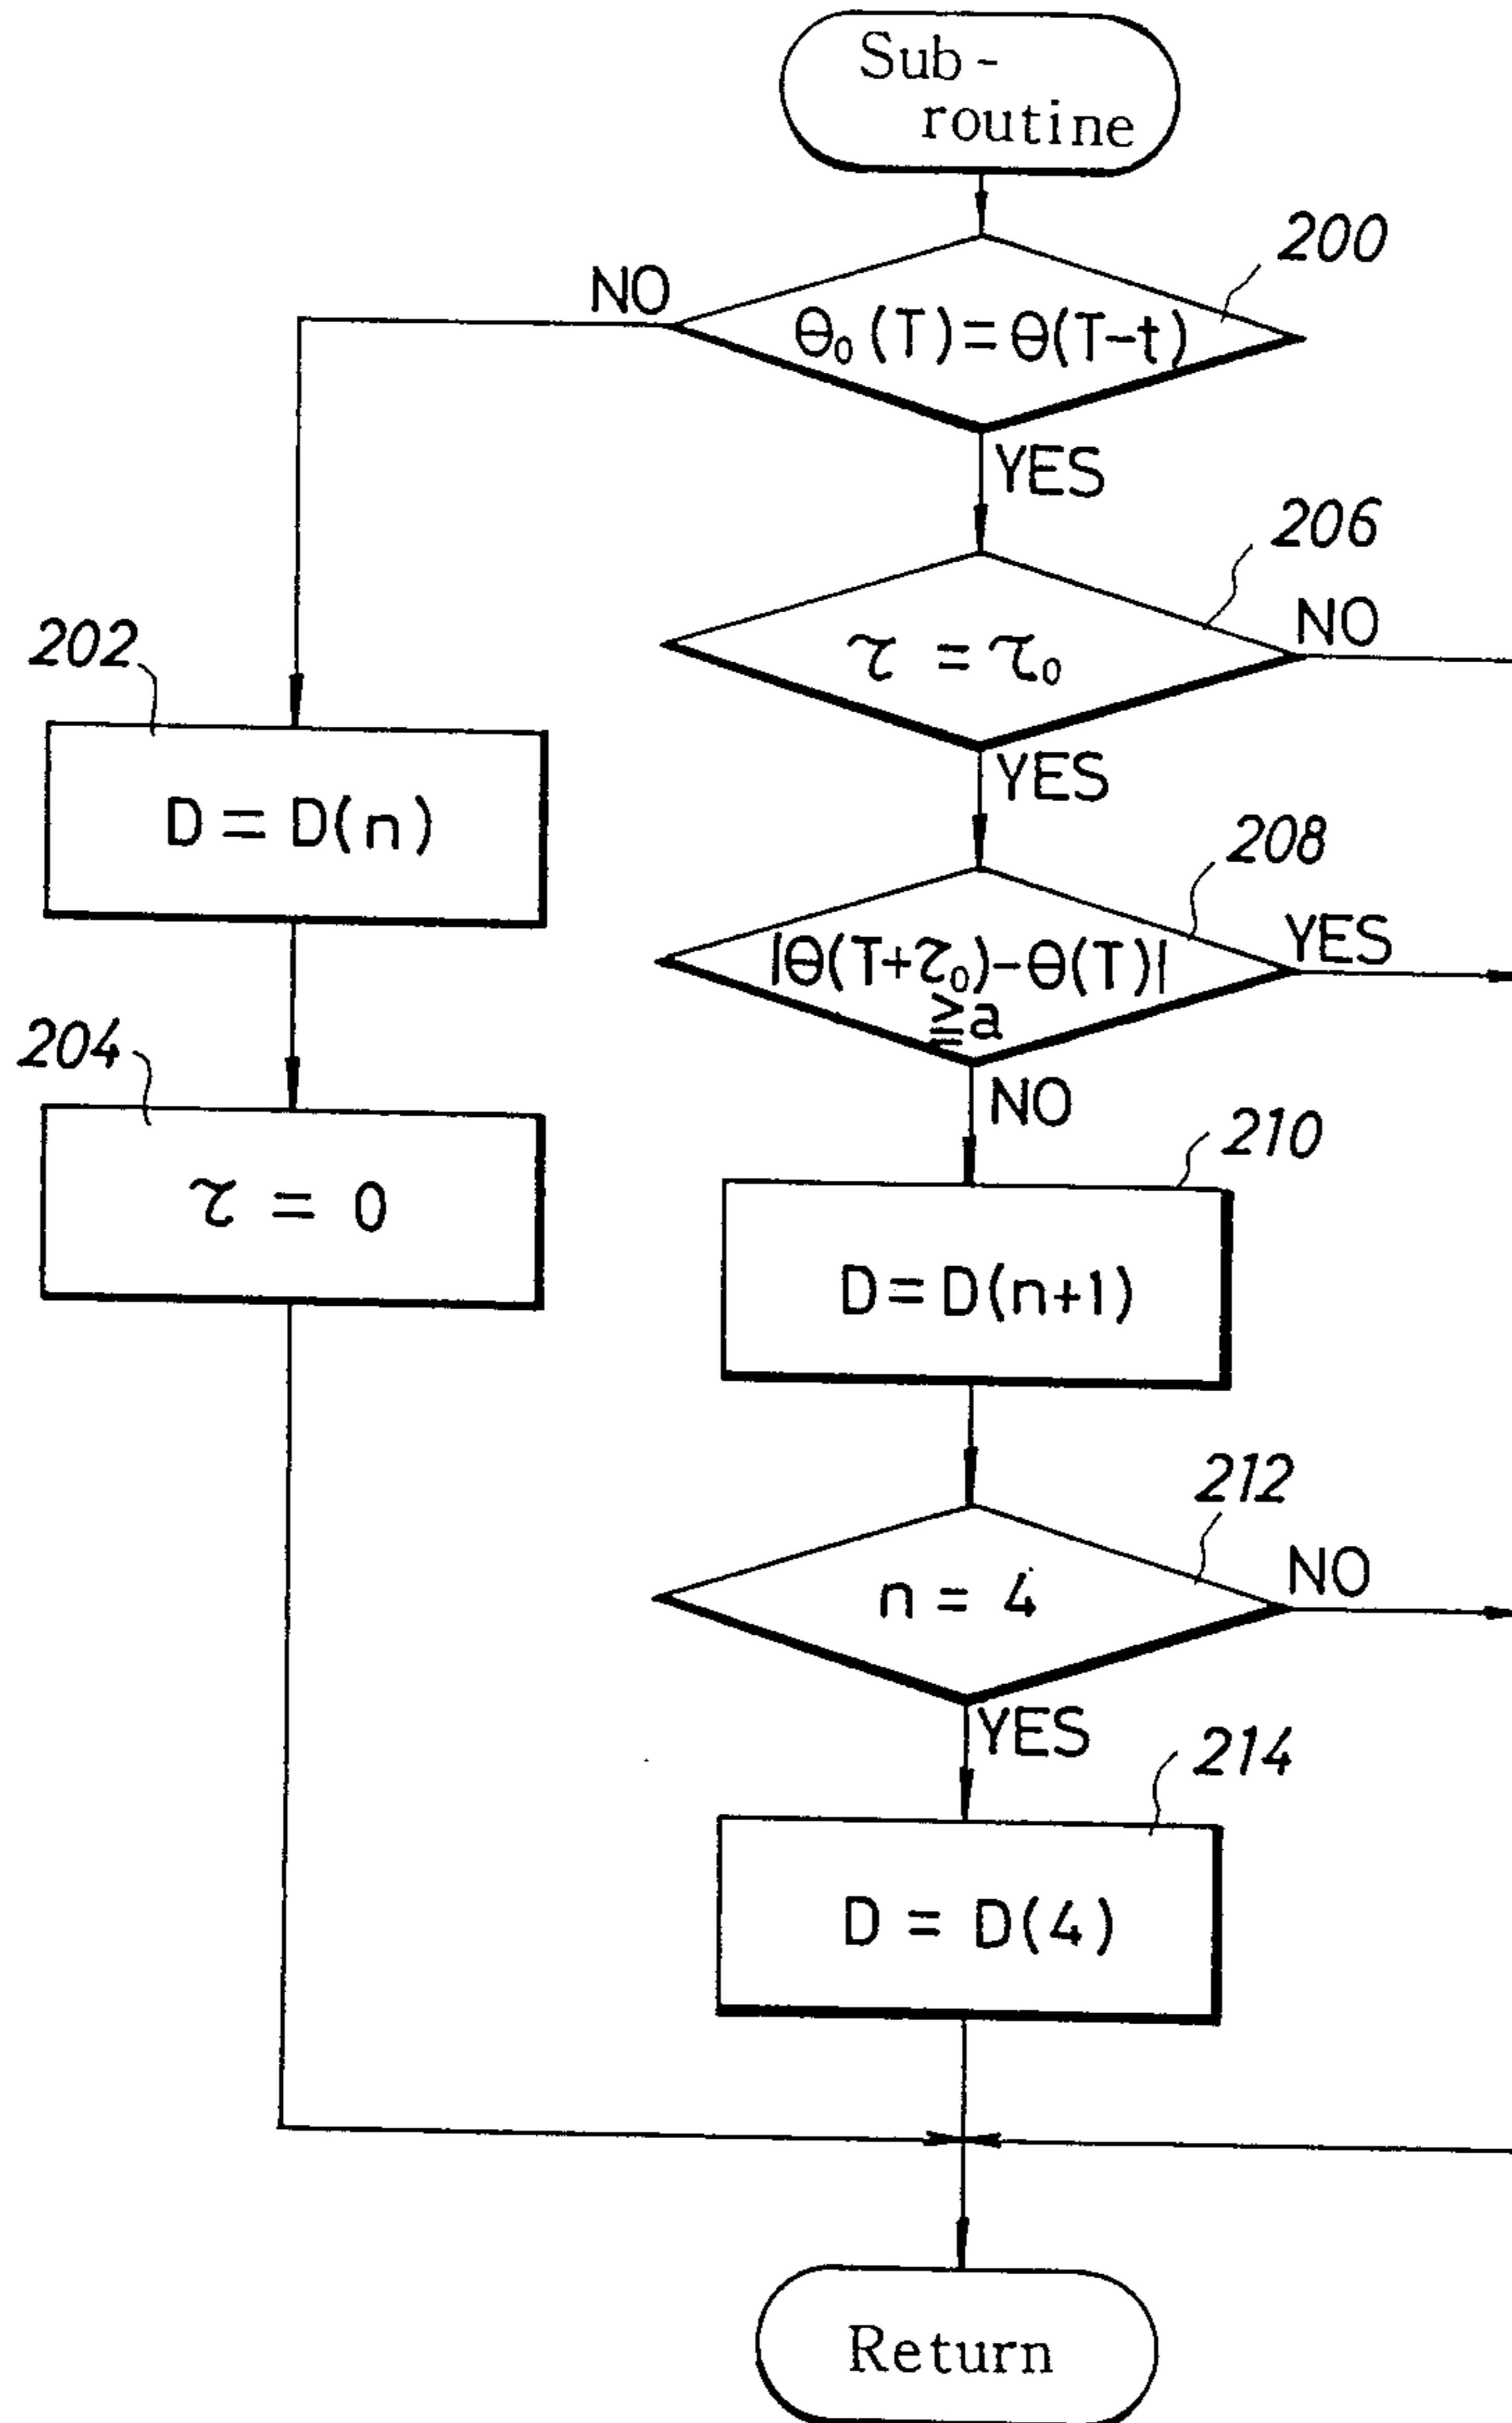 Sub-
routine
200
NO
θ₀(T)=θ(T-t)
YES
206
τ = τ₀
NO
202
YES
D = D(n)
208
|θ(T+τ₀)-θ(T)|
≧a
YES
204
NO
210
τ = 0
D = D(n+1)
212
n = 4
NO
YES
214
D = D(4)
Return